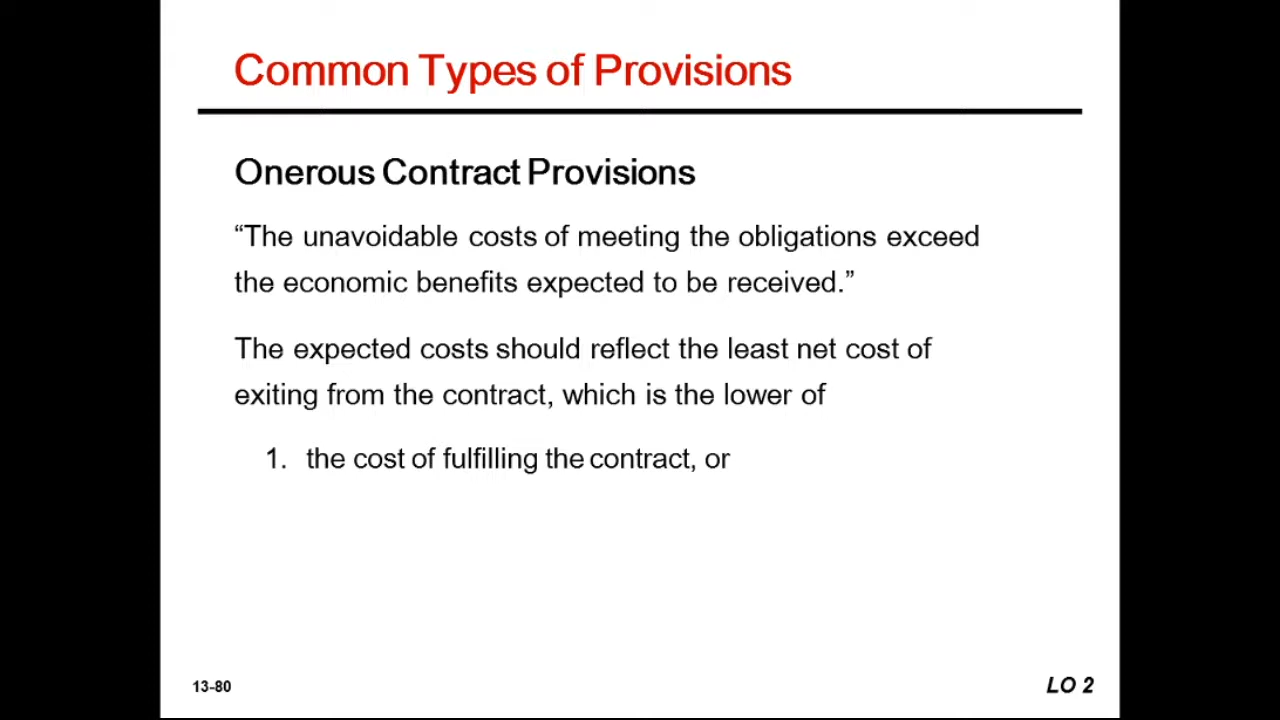 Common Types of Provisions
Onerous Contract Provisions
“The unavoidable costs of meeting the obligations exceed
the economic benefits expected to be received.”
The expected costs should reflect the least net cost of
exiting from the contract, which is the lower of
1. the cost of fulfilling the contract, or
13-80
LO 2